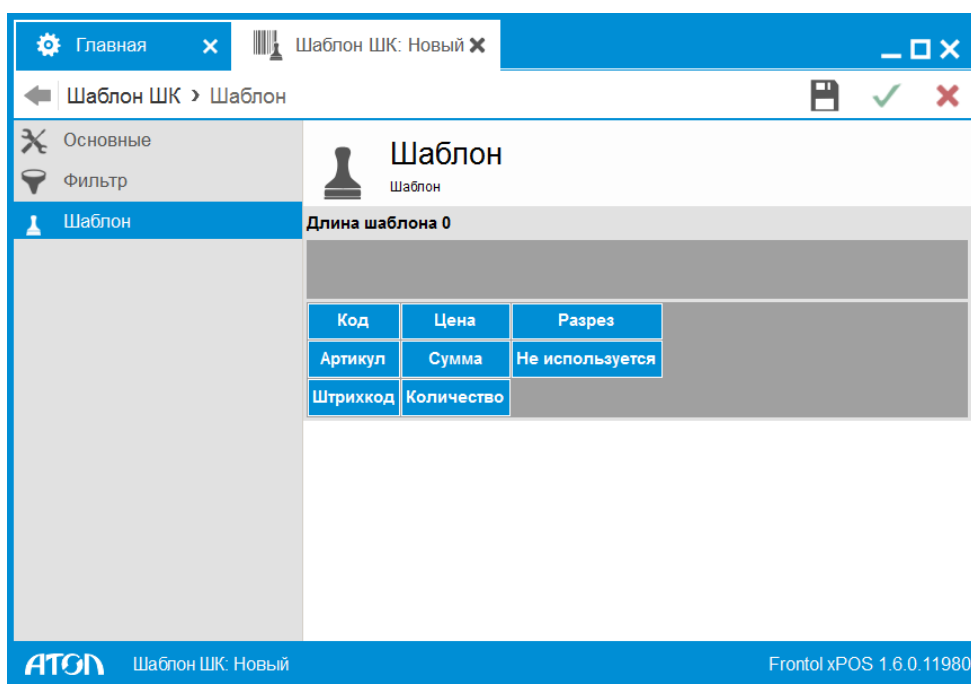 Главная
Шаблон ШК: Новый
Шаблон ШК › Шаблон
Основные
Фильтр
Шаблон
Шаблон
Шаблон
Длина шаблона 0
Код Цена Разрез
Артикул Сумма Не используется
Штрихкод Количество
АТОЛ Шаблон ШК: Новый Frontol xPOS 1.6.0.11980